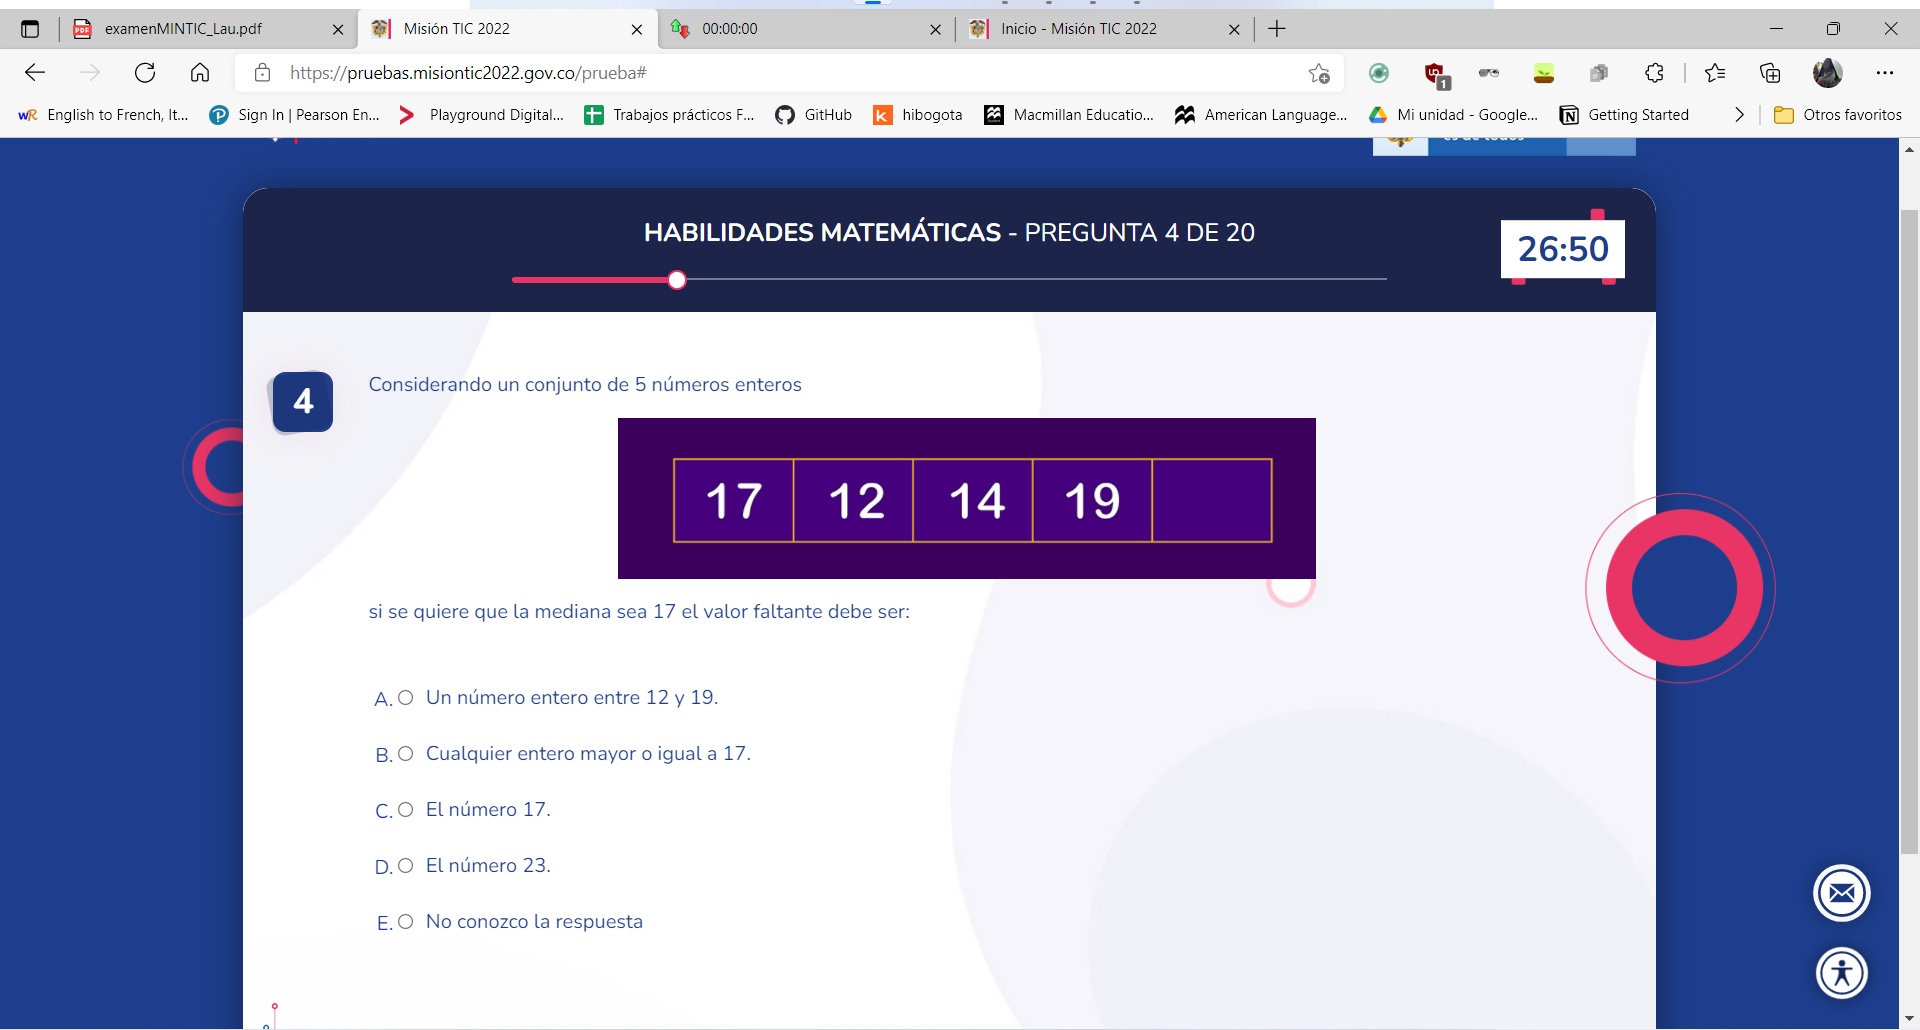 examenMINTIC_Lau.pdf
Misión TIC 2022
00:00:00
Inicio - Misión TIC 2022
https://pruebas.misiontic2022.gov.co/prueba#
1
English to French, It...
Sign In | Pearson En...
Playground Digital...
Trabajos prácticos F...
GitHub
hibogota
Macmillan Educatio...
American Language...
Mi unidad - Google...
Getting Started
Otros favoritos
HABILIDADES MATEMÁTICAS - PREGUNTA 4 DE 20
26:50
4
Considerando un conjunto de 5 números enteros
17 12 14 19
si se quiere que la mediana sea 17 el valor faltante debe ser:
A. Un número entero entre 12 y 19.
B. Cualquier entero mayor o igual a 17.
C. El número 17.
D. El número 23.
E. No conozco la respuesta